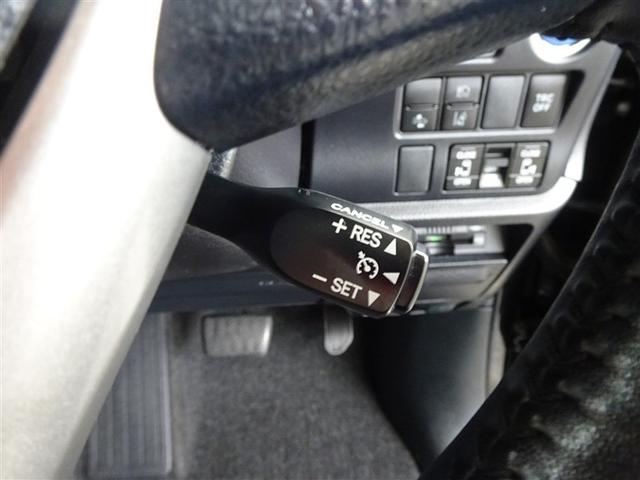 TRC
OFF
CANCEL
+ RES
− SET